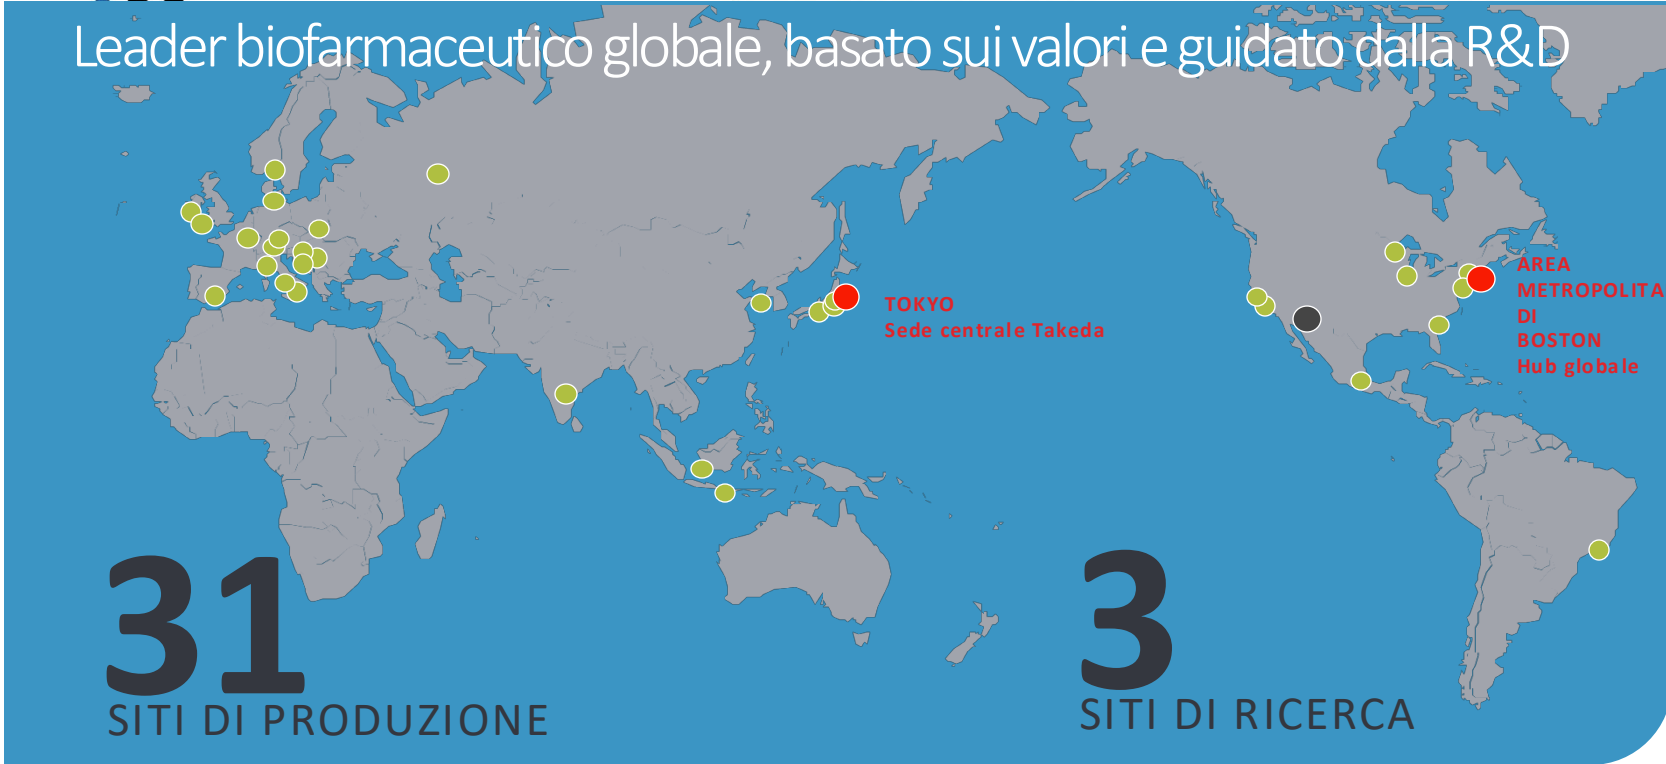 Leader biofarmaceutico globale, basato sui valori e guidato dalla R&D
TOKYO
Sede centrale Takeda
AREA
METROPOLITA
DI
BOSTON
Hub globale
31
SITI DI PRODUZIONE
3
SITI DI RICERCA